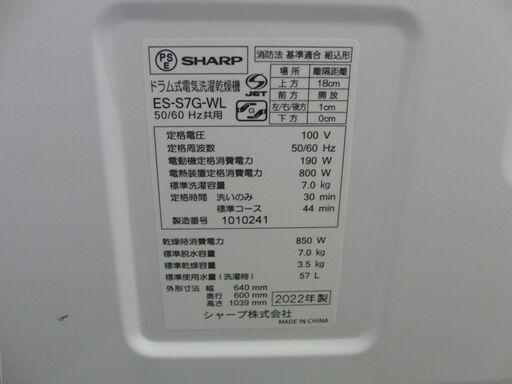 PS
E
SHARP
ドラム式電気洗濯乾燥機
ES-S7G-WL
50/60 Hz共用
S
JET
G
消防法 基準適合 組込形
場所 離隔距離
上方 18cm
前方 開放
左/右/後方 1cm
下方 0cm
定格電圧 100 V
定格周波数 50/60 Hz
電動機定格消費電力 190 W
電熱装置定格消費電力 800 W
標準洗濯容量 7.0 kg
定格時間 洗いのみ 30 min
標準コース 44 min
製造番号 1010241
乾燥時消費電力 850 W
標準脱水容量 7.0 kg
標準乾燥容量 3.5 kg
標準使用水量(洗濯時) 57 L
外形寸法 幅 640 mm
奥行 600 mm
高さ 1039 mm
2022年製
シャープ株式会社
MADE IN CHINA